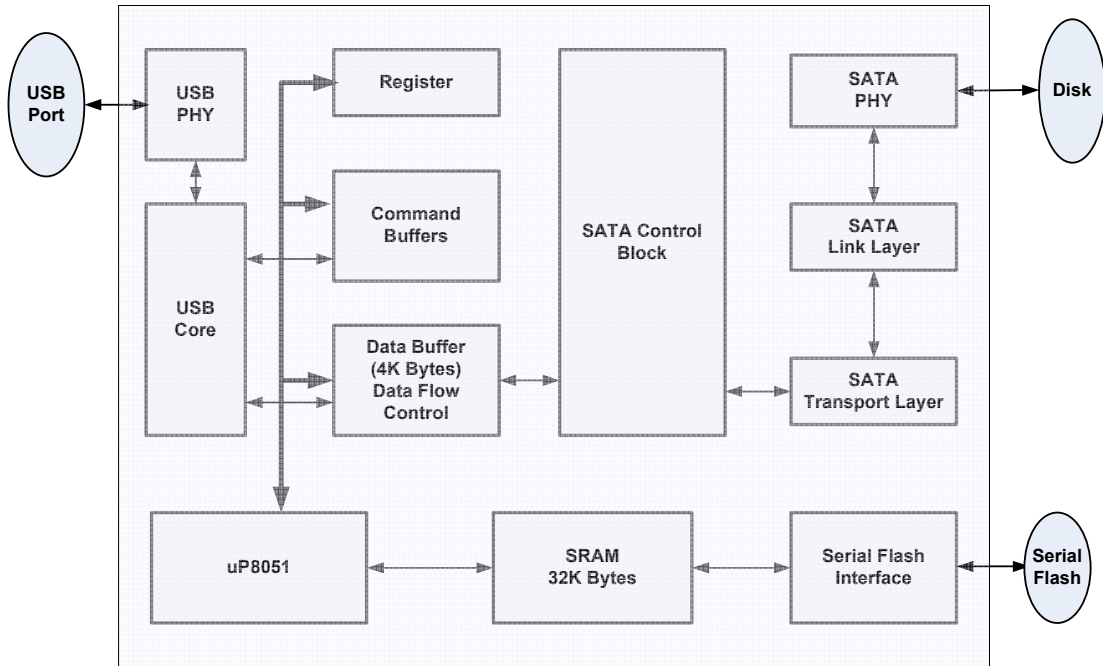 USB
Port
USB
PHY
Register
SATA
PHY
Disk
Command
Buffers
SATA Control
Block
SATA
Link Layer
USB
Core
Data Buffer
(4K Bytes)
Data Flow
Control
SATA
Transport Layer
uP8051
SRAM
32K Bytes
Serial Flash
Interface
Serial
Flash